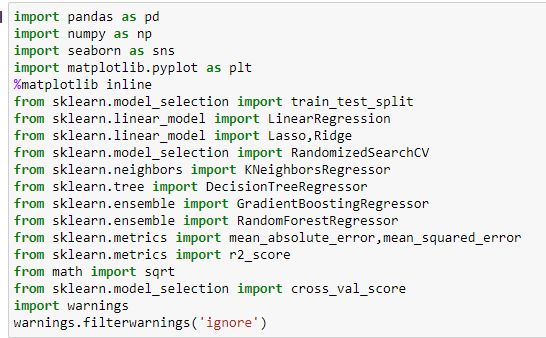 import pandas as pd
import numpy as np
import seaborn as sns
import matplotlib.pyplot as plt
%matplotlib inline
from sklearn.model_selection import train_test_split
from sklearn.linear_model import LinearRegression
from sklearn.linear_model import Lasso,Ridge
from sklearn.model_selection import RandomizedSearchCV
from sklearn.neighbors import KNeighborsRegressor
from sklearn.tree import DecisionTreeRegressor
from sklearn.ensemble import GradientBoostingRegressor
from sklearn.ensemble import RandomForestRegressor
from sklearn.metrics import mean_absolute_error,mean_squared_error
from sklearn.metrics import r2_score
from math import sqrt
from sklearn.model_selection import cross_val_score
import warnings
warnings.filterwarnings('ignore')